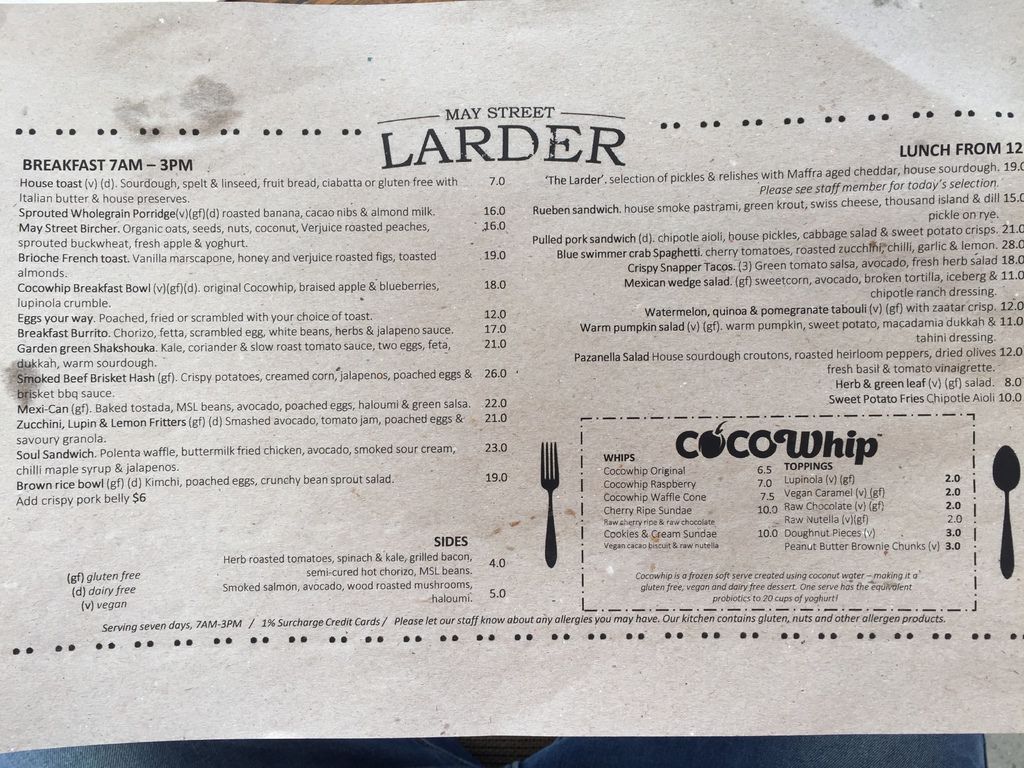 MAY STREET
LARDER
BREAKFAST 7AM – 3PM
House toast (v) (d). Sourdough, spelt & linseed, fruit bread, ciabatta or gluten free with 7.0
Italian butter & house preserves.
Sprouted Wholegrain Porridge(v)(gf)(d) roasted banana, cacao nibs & almond milk. 16.0
May Street Bircher. Organic oats, seeds, nuts, coconut, Verjuice roasted peaches, 16.0
sprouted buckwheat, fresh apple & yoghurt.
Brioche French toast. Vanilla marscapone, honey and verjuice roasted figs, toasted 19.0
almonds.
Cocowhip Breakfast Bowl (v)(gf)(d). original Cocowhip, braised apple & blueberries, 18.0
lupinola crumble.
Eggs your way. Poached, fried or scrambled with your choice of toast. 12.0
Breakfast Burrito. Chorizo, fetta, scrambled egg, white beans, herbs & jalapeno sauce. 17.0
Garden green Shakshouka. Kale, coriander & slow roast tomato sauce, two eggs, feta, 21.0
dukkah, warm sourdough.
Smoked Beef Brisket Hash (gf). Crispy potatoes, creamed corn, jalapenos, poached eggs & 26.0
brisket bbq sauce.
Mexi-Can (gf). Baked tostada, MSL beans, avocado, poached eggs, haloumi & green salsa. 22.0
Zucchini, Lupin & Lemon Fritters (gf) (d) Smashed avocado, tomato jam, poached eggs & 21.0
savoury granola.
Soul Sandwich. Polenta waffle, buttermilk fried chicken, avocado, smoked sour cream, 23.0
chilli maple syrup & jalapenos.
Brown rice bowl (gf) (d) Kimchi, poached eggs, crunchy bean sprout salad. 19.0
Add crispy pork belly $6
SIDES
Herb roasted tomatoes, spinach & kale, grilled bacon, 4.0
semi-cured hot chorizo, MSL beans.
Smoked salmon, avocado, wood roasted mushrooms, 5.0
haloumi.
(gf) gluten free
(d) dairy free
(v) vegan
LUNCH FROM 12
'The Larder'. selection of pickles & relishes with Maffra aged cheddar, house sourdough. 19.0
Please see staff member for today's selection.
Rueben sandwich. house smoke pastrami, green krout, swiss cheese, thousand island & dill 15.0
pickle on rye.
Pulled pork sandwich (d). chipotle aioli, house pickles, cabbage salad & sweet potato crisps. 21.0
Blue swimmer crab Spaghetti. cherry tomatoes, roasted zucchini, chilli, garlic & lemon. 28.0
Crispy Snapper Tacos. (3) Green tomato salsa, avocado, fresh herb salad 18.0
Mexican wedge salad. (gf) sweetcorn, avocado, broken tortilla, iceberg & 11.0
chipotle ranch dressing.
Watermelon, quinoa & pomegranate tabouli (v) (gf) with zaatar crisp. 12.0
Warm pumpkin salad (v) (gf). warm pumpkin, sweet potato, macadamia dukkah & 11.0
tahini dressing.
Pazanella Salad House sourdough croutons, roasted heirloom peppers, dried olives 12.0
fresh basil & tomato vinaigrette.
Herb & green leaf (v) (gf) salad. 8.0
Sweet Potato Fries Chipotle Aioli 10.0
COCOWhip™
WHIPS
Cocowhip Original 6.5
Cocowhip Raspberry 7.0
Cocowhip Waffle Cone 7.5
Cherry Ripe Sundae 10.0
Raw cherry ripe & raw chocolate
Cookies & Cream Sundae 10.0
Vegan cacao biscuit & raw nutella
TOPPINGS
Lupinola (v) (gf) 2.0
Vegan Caramel (v) (gf) 2.0
Raw Chocolate (v) (gf) 2.0
Raw Nutella (v)(gf) 2.0
Doughnut Pieces (v) 3.0
Peanut Butter Brownie Chunks (v) 3.0
Cocowhip is a frozen soft serve created using coconut water – making it a
gluten free, vegan and dairy free dessert. One serve has the equivalent
probiotics to 20 cups of yoghurt!
Serving seven days, 7AM-3PM / 1% Surcharge Credit Cards / Please let our staff know about any allergies you may have. Our kitchen contains gluten, nuts and other allergen products.